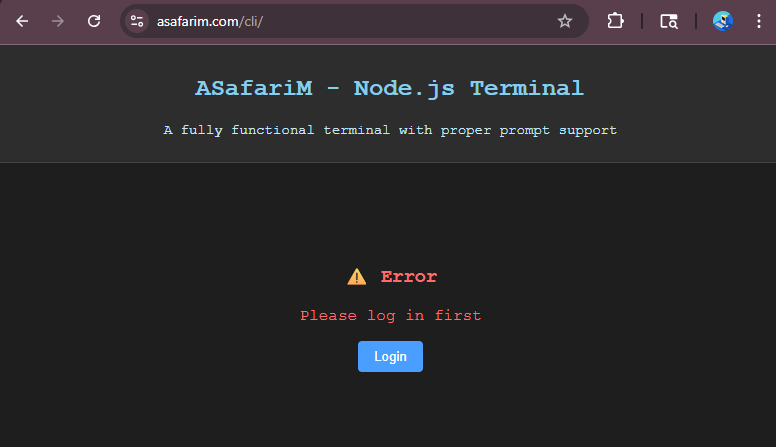 asafarim.com/cli/
ASafariM - Node.js Terminal
A fully functional terminal with proper prompt support
Error
Please log in first
Login